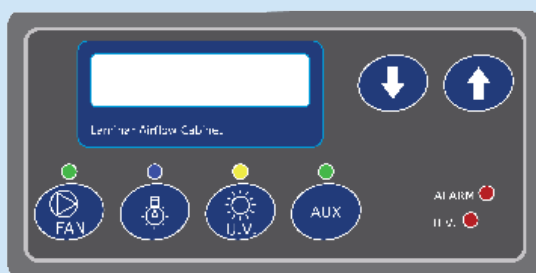 Laminar Airflow Cabinet
FAN
U.V.
AUX
ALARM
U.V.